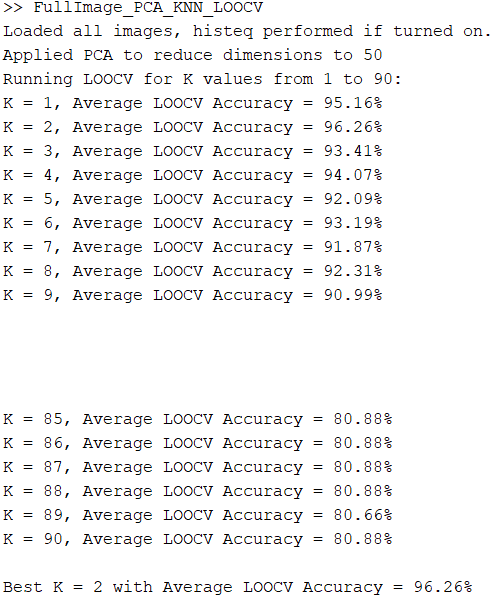 >> FullImage_PCA_KNN_LOOCV
Loaded all images, histeq performed if turned on.
Applied PCA to reduce dimensions to 50
Running LOOCV for K values from 1 to 90:
K = 1, Average LOOCV Accuracy = 95.16%
K = 2, Average LOOCV Accuracy = 96.26%
K = 3, Average LOOCV Accuracy = 93.41%
K = 4, Average LOOCV Accuracy = 94.07%
K = 5, Average LOOCV Accuracy = 92.09%
K = 6, Average LOOCV Accuracy = 93.19%
K = 7, Average LOOCV Accuracy = 91.87%
K = 8, Average LOOCV Accuracy = 92.31%
K = 9, Average LOOCV Accuracy = 90.99%
K = 85, Average LOOCV Accuracy = 80.88%
K = 86, Average LOOCV Accuracy = 80.88%
K = 87, Average LOOCV Accuracy = 80.88%
K = 88, Average LOOCV Accuracy = 80.88%
K = 89, Average LOOCV Accuracy = 80.66%
K = 90, Average LOOCV Accuracy = 80.88%
Best K = 2 with Average LOOCV Accuracy = 96.26%